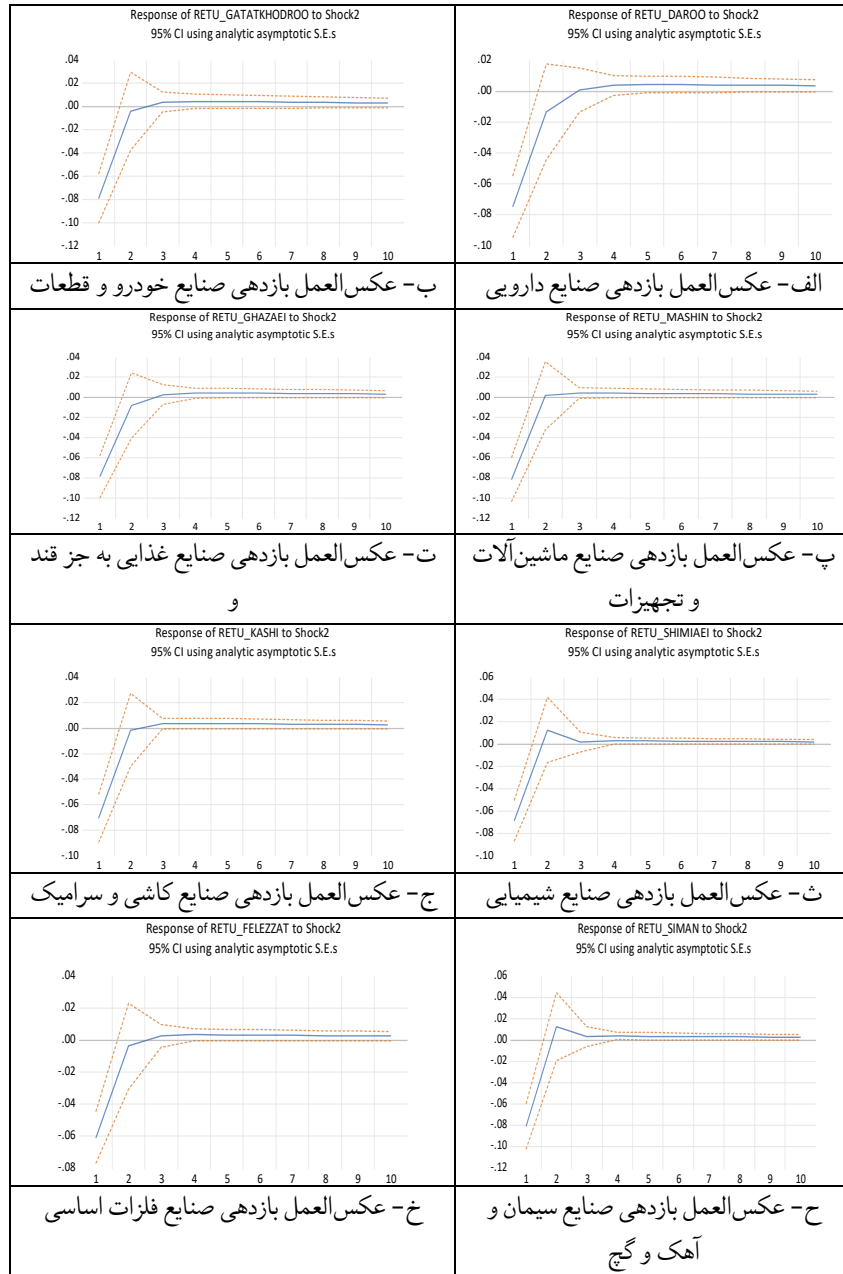 Response of RETU_DAROO to Shock2
95% CI using analytic asymptotic S.E.s
.02
.00
-.02
-.04
-.06
-.08
-.10
1 2 3 4 5 6 7 8 9 10
الف- عکس‌العمل بازدهی صنایع دارویی
Response of RETU_GATATKHODROO to Shock2
95% CI using analytic asymptotic S.E.s
.04
.02
.00
-.02
-.04
-.06
-.08
-.10
-.12
1 2 3 4 5 6 7 8 9 10
ب- عکس‌العمل بازدهی صنایع خودرو و قطعات
Response of RETU_MASHIN to Shock2
95% CI using analytic asymptotic S.E.s
.04
.02
.00
-.02
-.04
-.06
-.08
-.10
-.12
1 2 3 4 5 6 7 8 9 10
پ- عکس‌العمل بازدهی صنایع ماشین‌آلات
و تجهیزات
Response of RETU_GHAZAEI to Shock2
95% CI using analytic asymptotic S.E.s
.04
.02
.00
-.02
-.04
-.06
-.08
-.10
-.12
1 2 3 4 5 6 7 8 9 10
ت- عکس‌العمل بازدهی صنایع غذایی به جز قند
و
Response of RETU_SHIMIAEI to Shock2
95% CI using analytic asymptotic S.E.s
.06
.04
.02
.00
-.02
-.04
-.06
-.08
-.10
1 2 3 4 5 6 7 8 9 10
ث- عکس‌العمل بازدهی صنایع شیمیایی
Response of RETU_KASHI to Shock2
95% CI using analytic asymptotic S.E.s
.04
.02
.00
-.02
-.04
-.06
-.08
-.10
1 2 3 4 5 6 7 8 9 10
ج- عکس‌العمل بازدهی صنایع کاشی و سرامیک
Response of RETU_SIMAN to Shock2
95% CI using analytic asymptotic S.E.s
.06
.04
.02
.00
-.02
-.04
-.06
-.08
-.10
-.12
1 2 3 4 5 6 7 8 9 10
ح- عکس‌العمل بازدهی صنایع سیمان و
آهک و گچ
Response of RETU_FELEZZAT to Shock2
95% CI using analytic asymptotic S.E.s
.04
.02
.00
-.02
-.04
-.06
-.08
1 2 3 4 5 6 7 8 9 10
خ- عکس‌العمل بازدهی صنایع فلزات اساسی